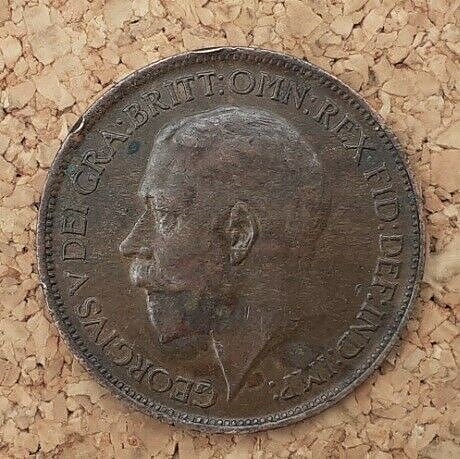 GEORGIVS V DEI GRA:BRITT:OMN:REX FID:DEF:IND:IMP: